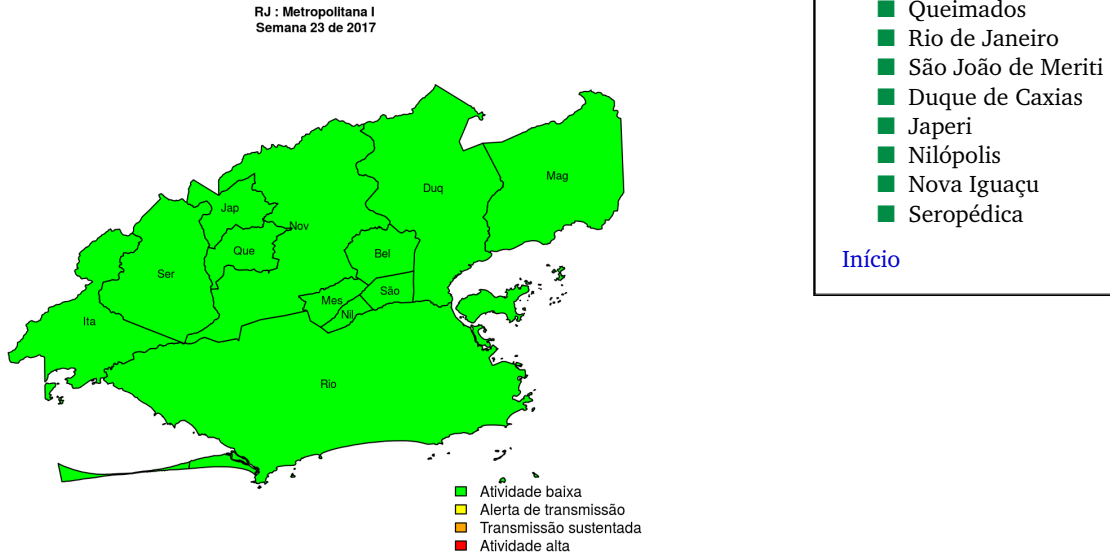 RJ : Metropolitana I
Semana 23 de 2017
Mag
Duq
Jap
Nov
Que
Bel
Ser
São
Mes
Nil
Ita
Rio
Atividade baixa
Alerta de transmissão
Transmissão sustentada
Atividade alta
Queimados
Rio de Janeiro
São João de Meriti
Duque de Caxias
Japeri
Nilópolis
Nova Iguaçu
Seropédica
Início